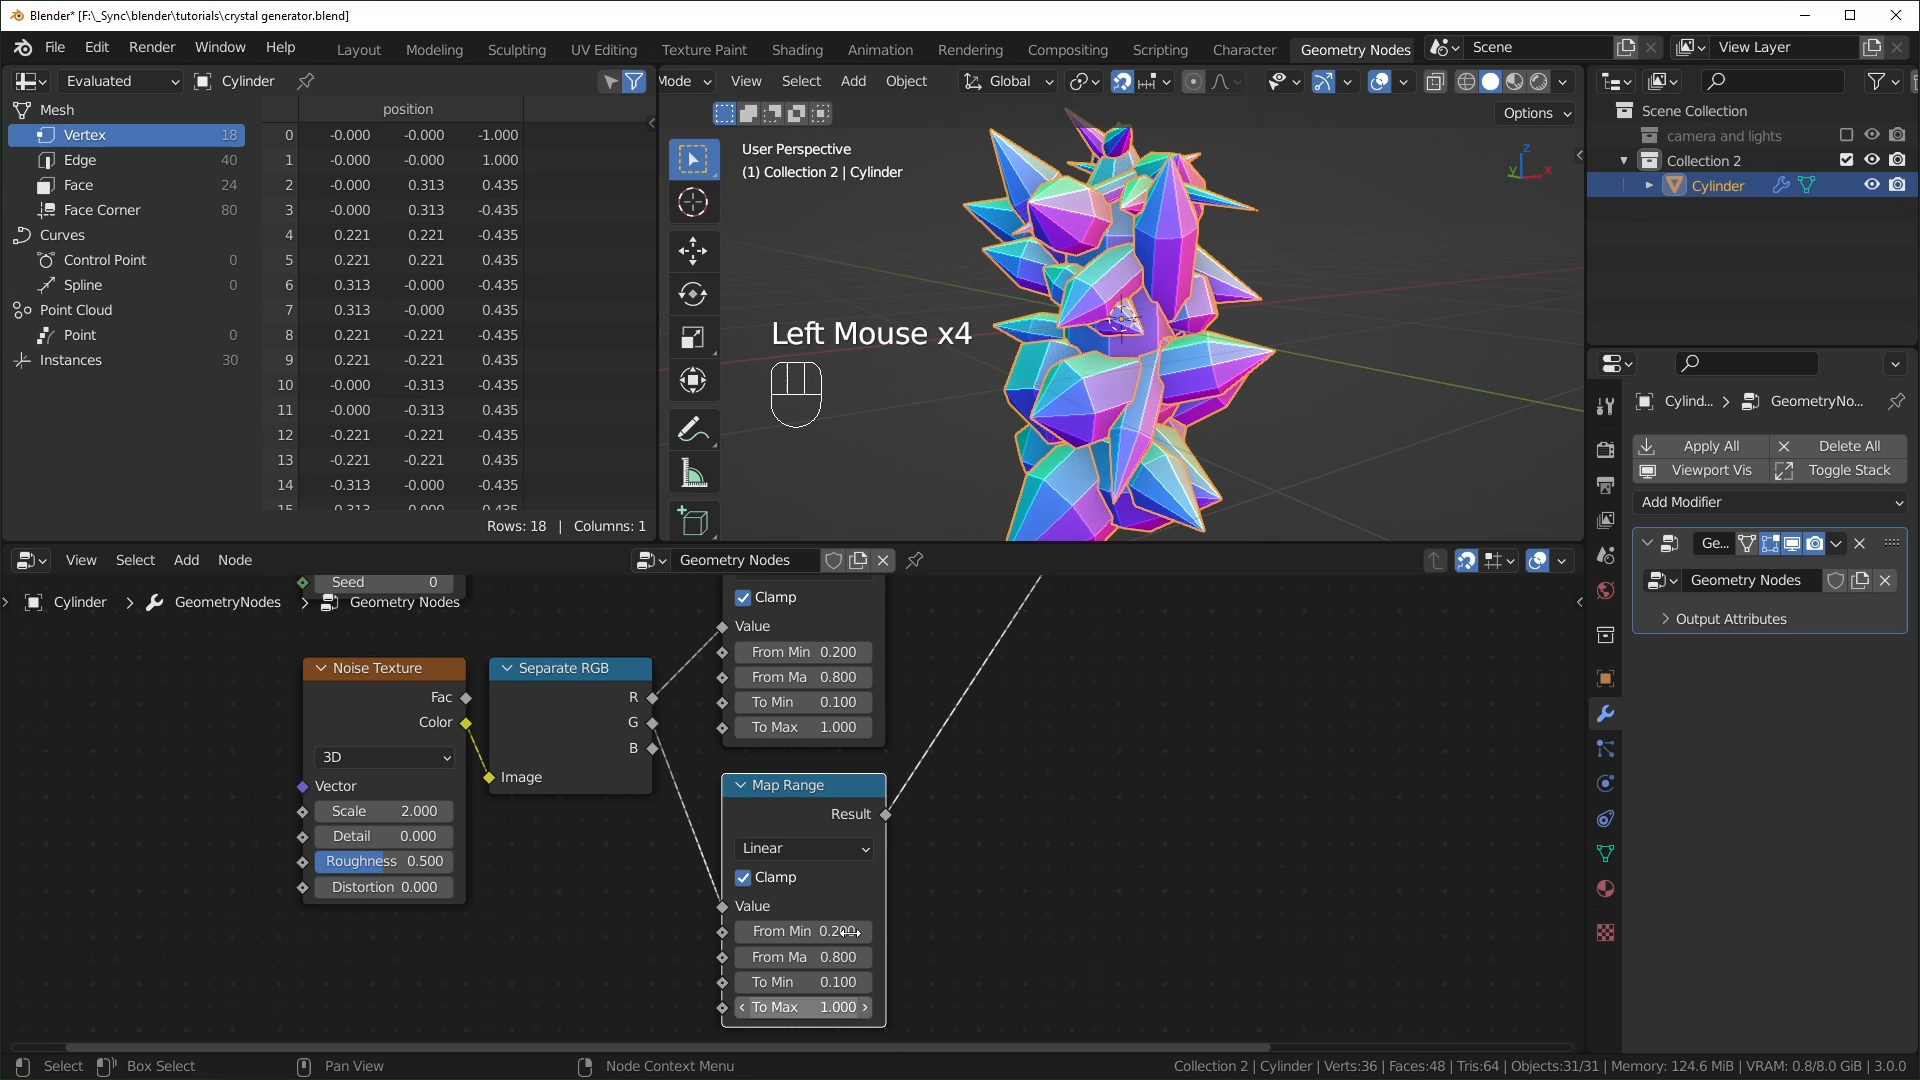 Blender* [F:\_Sync\blender\tutorials\crystal generator.blend]
File Edit Render Window Help
Layout Modeling Sculpting UV Editing Texture Paint Shading Animation Rendering Compositing Scripting Character Geometry Nodes
Scene
View Layer
Evaluated
Cylinder
Mode View Select Add Object
Global
Options
position
Mesh
Vertex 18
Edge 40
Face 24
Face Corner 80
Curves
Control Point 0
Spline 0
Point Cloud
Point 0
Instances 30
0 -0.000 -0.000 -1.000
1 -0.000 -0.000 1.000
2 -0.000 0.313 0.435
3 -0.000 0.313 -0.435
4 0.221 0.221 -0.435
5 0.221 0.221 0.435
6 0.313 -0.000 0.435
7 0.313 -0.000 -0.435
8 0.221 -0.221 0.435
9 0.221 -0.221 -0.435
10 -0.000 -0.313 -0.435
11 -0.000 -0.313 0.435
12 -0.221 -0.221 -0.435
13 -0.221 -0.221 0.435
14 -0.313 -0.000 -0.435
15 -0.313 -0.000 0.435
Rows: 18 | Columns: 1
User Perspective
(1) Collection 2 | Cylinder
Z
Y
X
Left Mouse x4
Scene Collection
camera and lights
Collection 2
Cylinder
Cylind... > GeometryNo...
Apply All
Delete All
Viewport Vis
Toggle Stack
Add Modifier
Ge...
Geometry Nodes
Output Attributes
View Select Add Node
Geometry Nodes
Seed 0
Cylinder > GeometryNodes > Geometry Nodes
Noise Texture
Fac
Color
3D
Vector
Scale 2.000
Detail 0.000
Roughness 0.500
Distortion 0.000
Separate RGB
R
G
B
Image
Clamp
Value
From Min 0.200
From Ma 0.800
To Min 0.100
To Max 1.000
Map Range
Result
Linear
Clamp
Value
From Min 0.200
From Ma 0.800
To Min 0.100
To Max 1.000
Select
Box Select
Pan View
Node Context Menu
Collection 2 | Cylinder | Verts:36 | Faces:48 | Tris:64 | Objects:31/31 | Memory: 124.6 MiB | VRAM: 0.8/8.0 GiB | 3.0.0